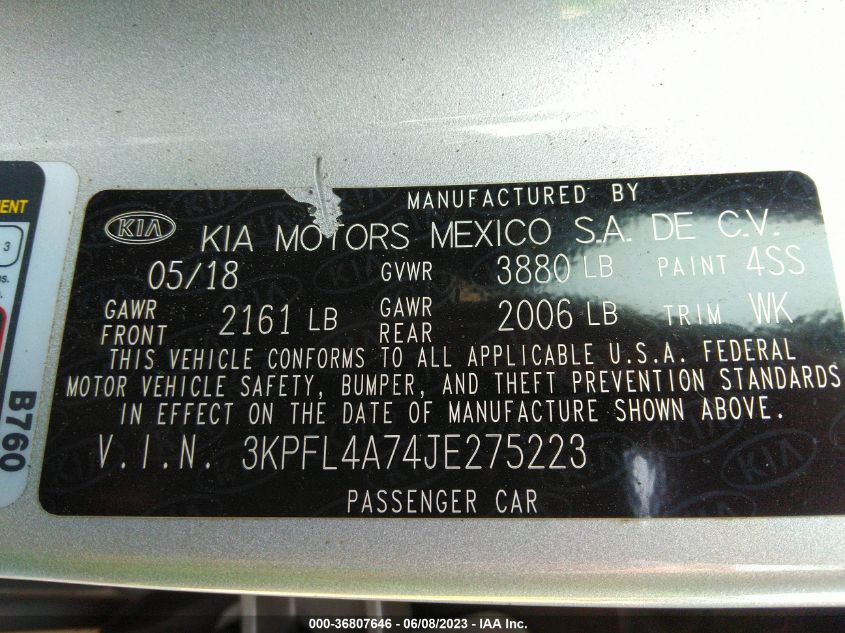 MANUFACTURED BY
KIA KIA MOTORS MEXICO S.A. DE C.V.
05/18 GVWR 3880 LB PAINT 4SS
GAWR FRONT 2161 LB GAWR REAR 2006 LB TRIM WK
THIS VEHICLE CONFORMS TO ALL APPLICABLE U.S.A. FEDERAL
MOTOR VEHICLE SAFETY, BUMPER, AND THEFT PREVENTION STANDARDS
IN EFFECT ON THE DATE OF MANUFACTURE SHOWN ABOVE.
V.I.N. 3KPFL4A74JE275223
PASSENGER CAR
3
B760
000-36807646 - 06/08/2023 - IAA Inc.